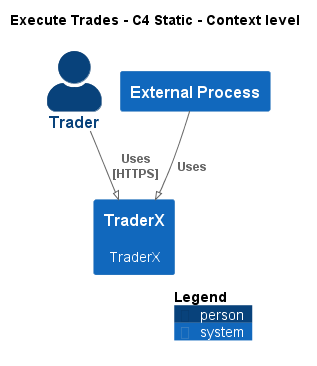 Execute Trades - C4 Static - Context level
Trader
External Process
Uses
[HTTPS]
Uses
TraderX
TraderX
Legend
person
system